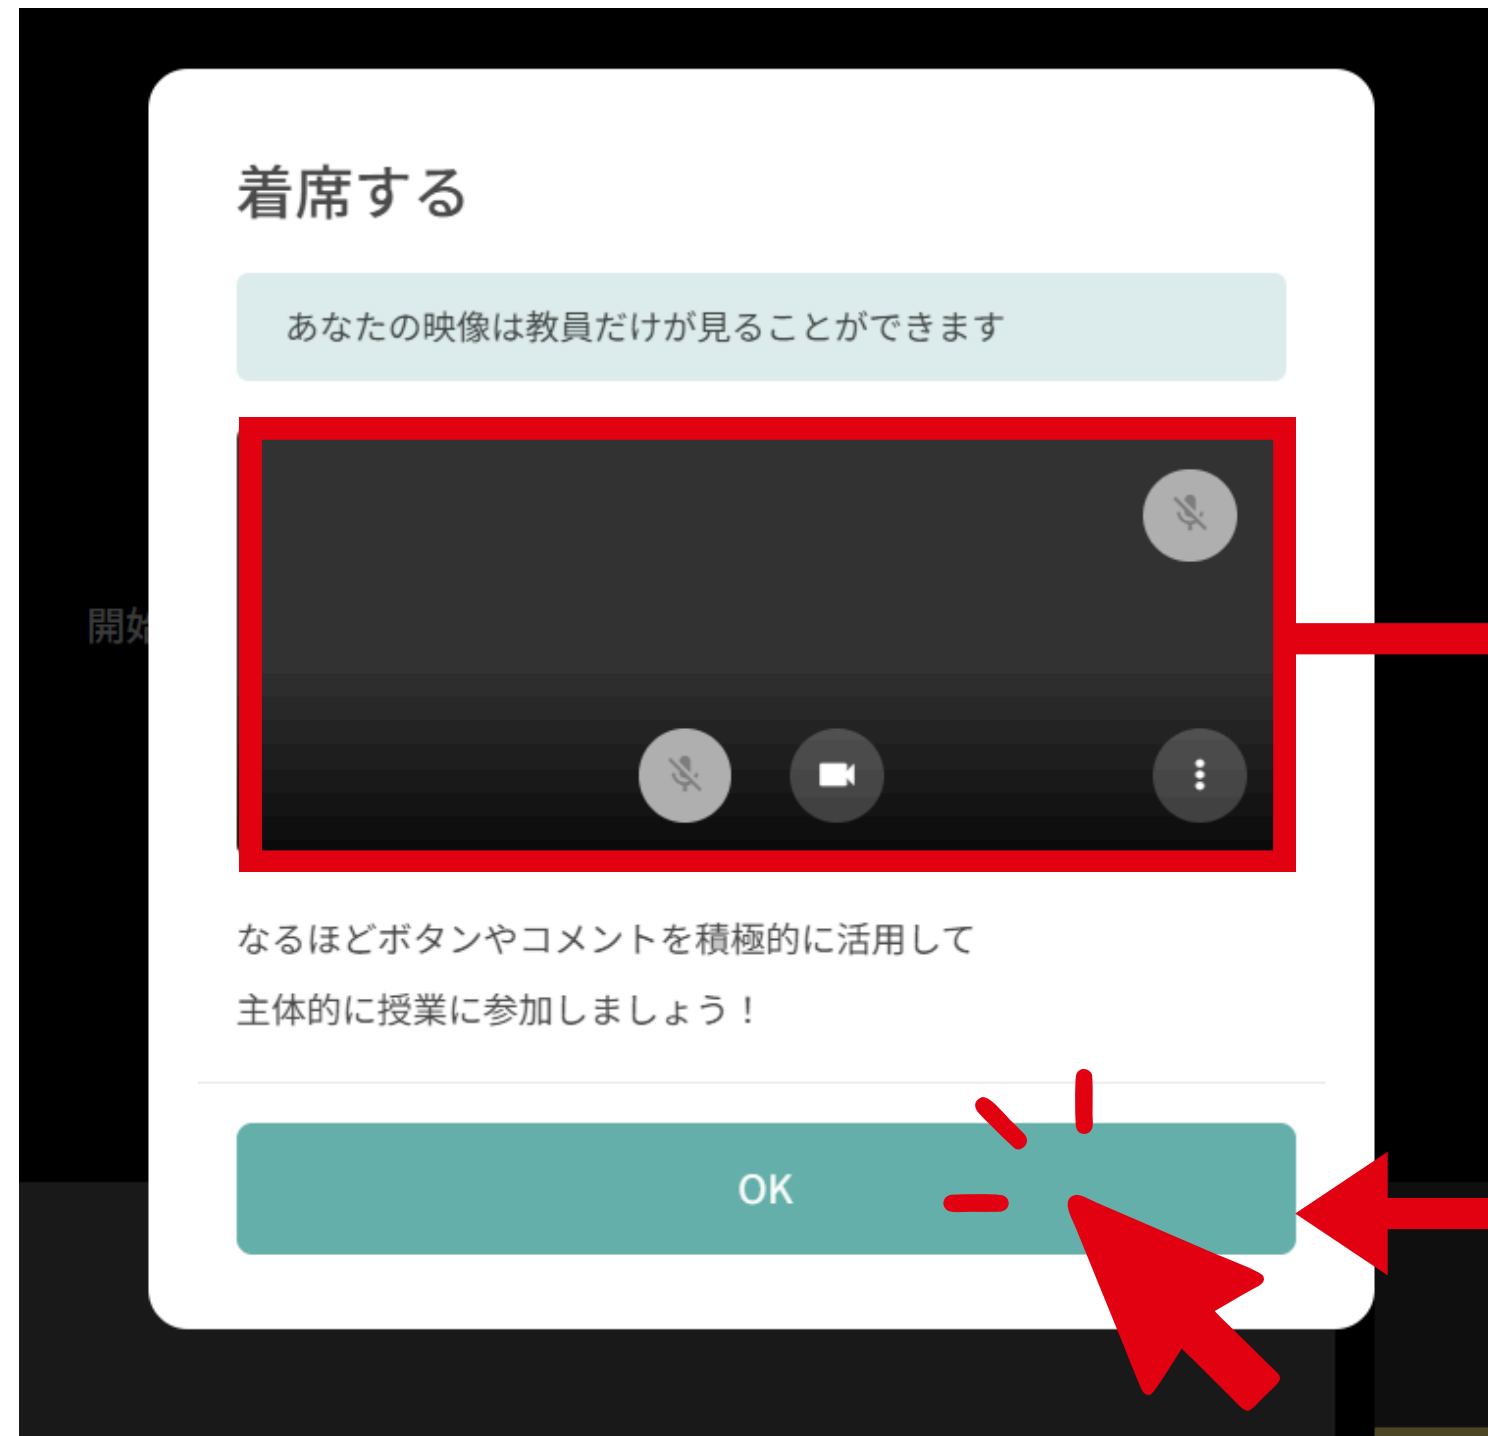 着席する
あなたの映像は教員だけが見ることができます
開始
なるほどボタンやコメントを積極的に活用して
主体的に授業に参加しましょう！
OK